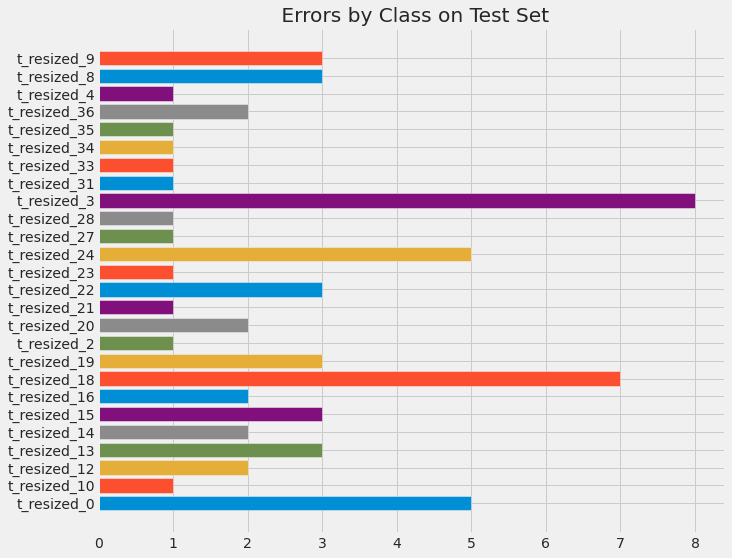 Errors by Class on Test Set
t_resized_9
t_resized_8
t_resized_4
t_resized_36
t_resized_35
t_resized_34
t_resized_33
t_resized_31
t_resized_3
t_resized_28
t_resized_27
t_resized_24
t_resized_23
t_resized_22
t_resized_21
t_resized_20
t_resized_2
t_resized_19
t_resized_18
t_resized_16
t_resized_15
t_resized_14
t_resized_13
t_resized_12
t_resized_10
t_resized_0
0 1 2 3 4 5 6 7 8